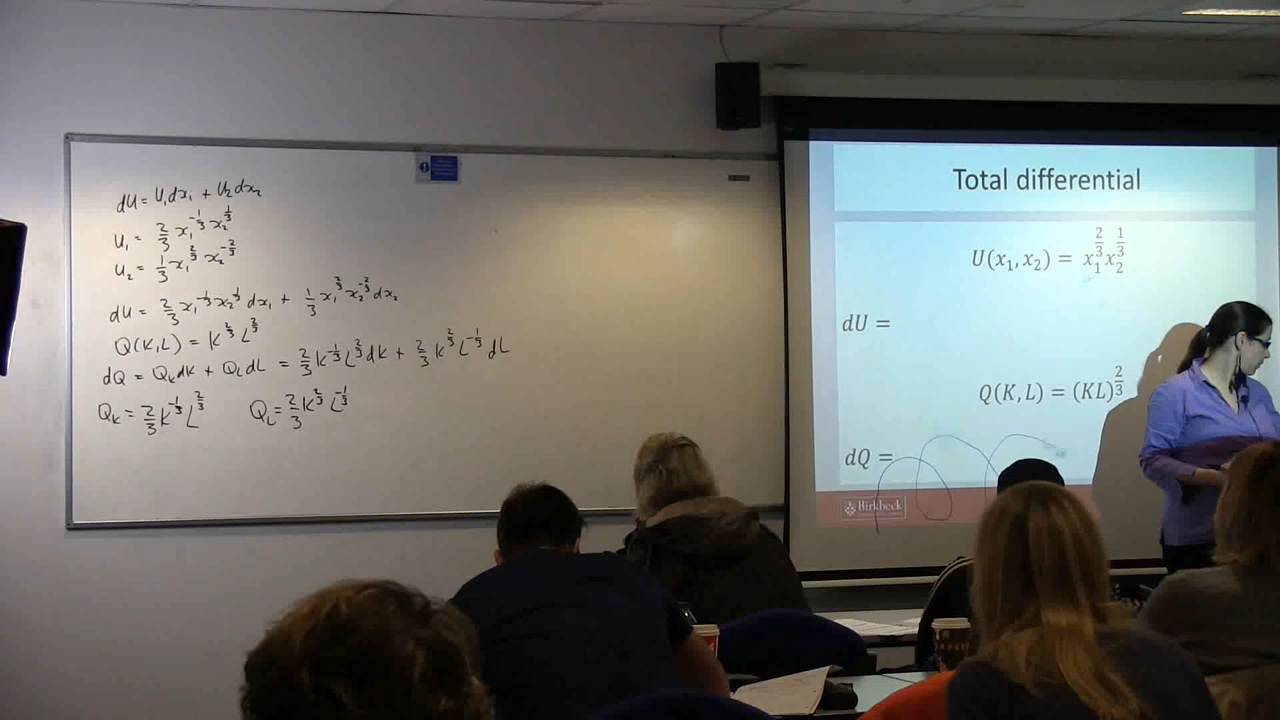 dU = U₁dx₁ + U₂dx₂
U₁ = 2/3 x₁^(-1/3) x₂^(1/3)
U₂ = 1/3 x₁^(2/3) x₂^(-2/3)
dU = 2/3 x₁^(-1/3) x₂^(1/3) dx₁ + 1/3 x₁^(2/3) x₂^(-2/3) dx₂
Q(K,L) = K^(2/3) L^(2/3)
dQ = Q_K dK + Q_L dL = 2/3 K^(-1/3) L^(2/3) dK + 2/3 K^(2/3) L^(-1/3) dL
Q_K = 2/3 K^(-1/3) L^(2/3) Q_L = 2/3 K^(2/3) L^(-1/3)
Total differential
U(x₁, x₂) = x₁^(2/3) x₂^(1/3)
dU =
Q(K, L) = (KL)^(2/3)
dQ =
Birkbeck